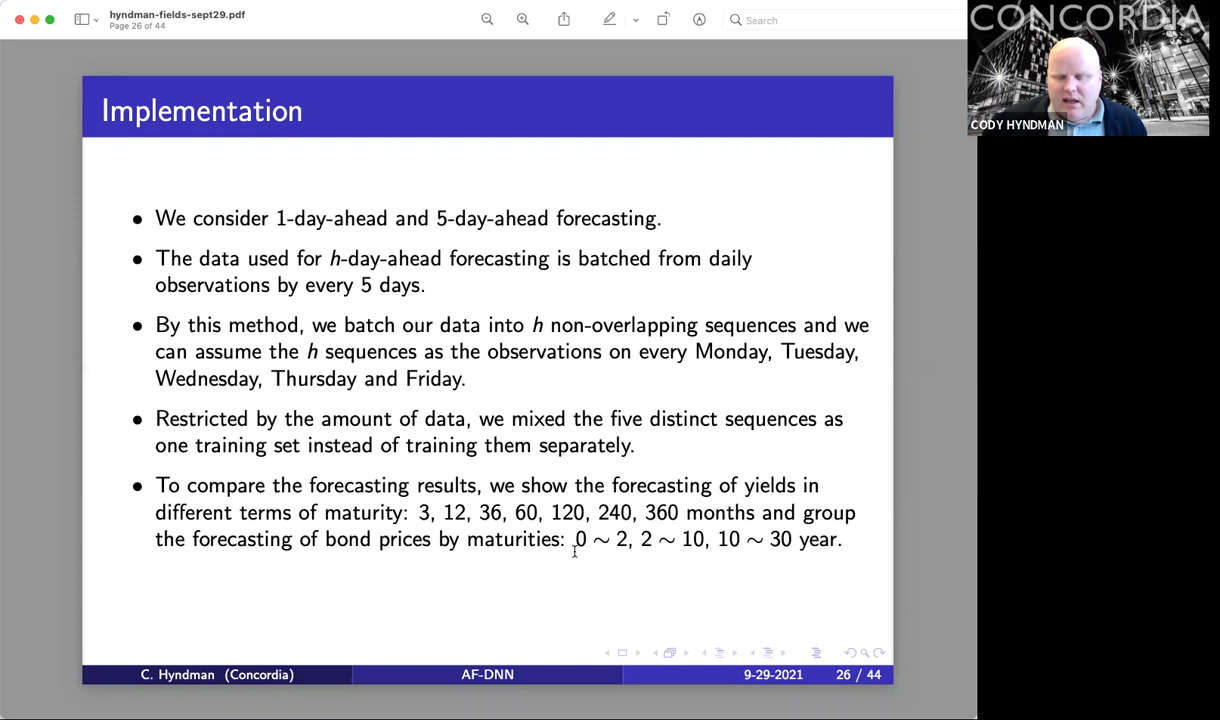 hyndman-fields-sept29.pdf
Page 26 of 44
Search
CONCORDIA
CODY HYNDMAN
Implementation
• We consider 1-day-ahead and 5-day-ahead forecasting.
• The data used for h-day-ahead forecasting is batched from daily
observations by every 5 days.
• By this method, we batch our data into h non-overlapping sequences and we
can assume the h sequences as the observations on every Monday, Tuesday,
Wednesday, Thursday and Friday.
• Restricted by the amount of data, we mixed the five distinct sequences as
one training set instead of training them separately.
• To compare the forecasting results, we show the forecasting of yields in
different terms of maturity: 3, 12, 36, 60, 120, 240, 360 months and group
the forecasting of bond prices by maturities: 0 ∼ 2, 2 ∼ 10, 10 ∼ 30 year.
C. Hyndman (Concordia) AF-DNN 9-29-2021 26 / 44